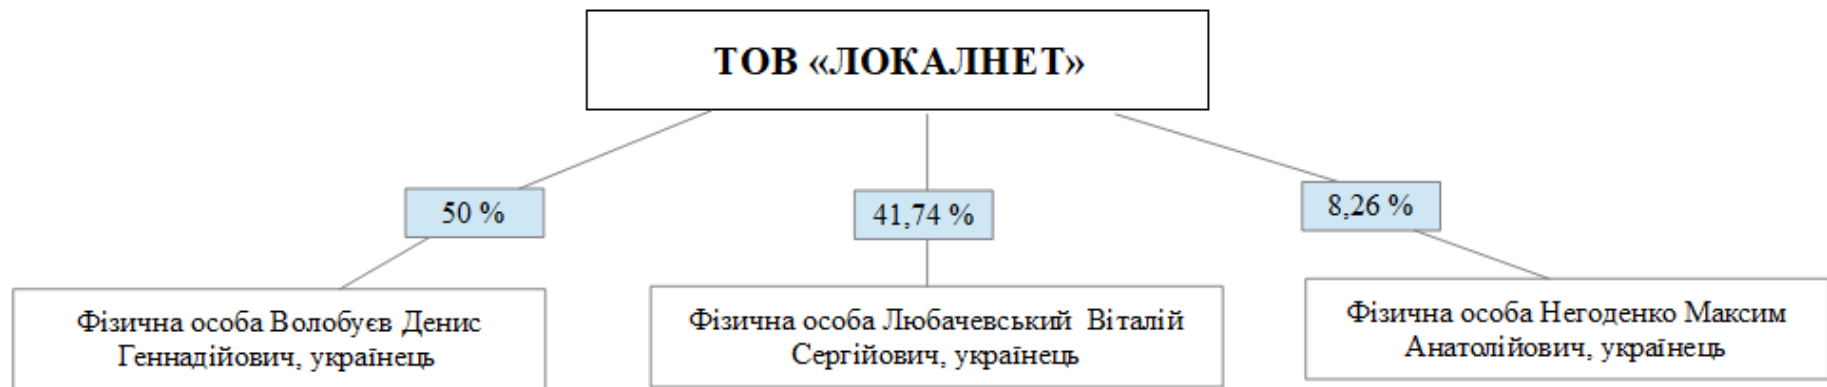 ТОВ «ЛОКАЛНЕТ»
50 %
41,74 %
8,26 %
Фізична особа Волобуєв Денис
Геннадійович, українець
Фізична особа Любачевський Віталій
Сергійович, українець
Фізична особа Негоденко Максим
Анатолійович, українець